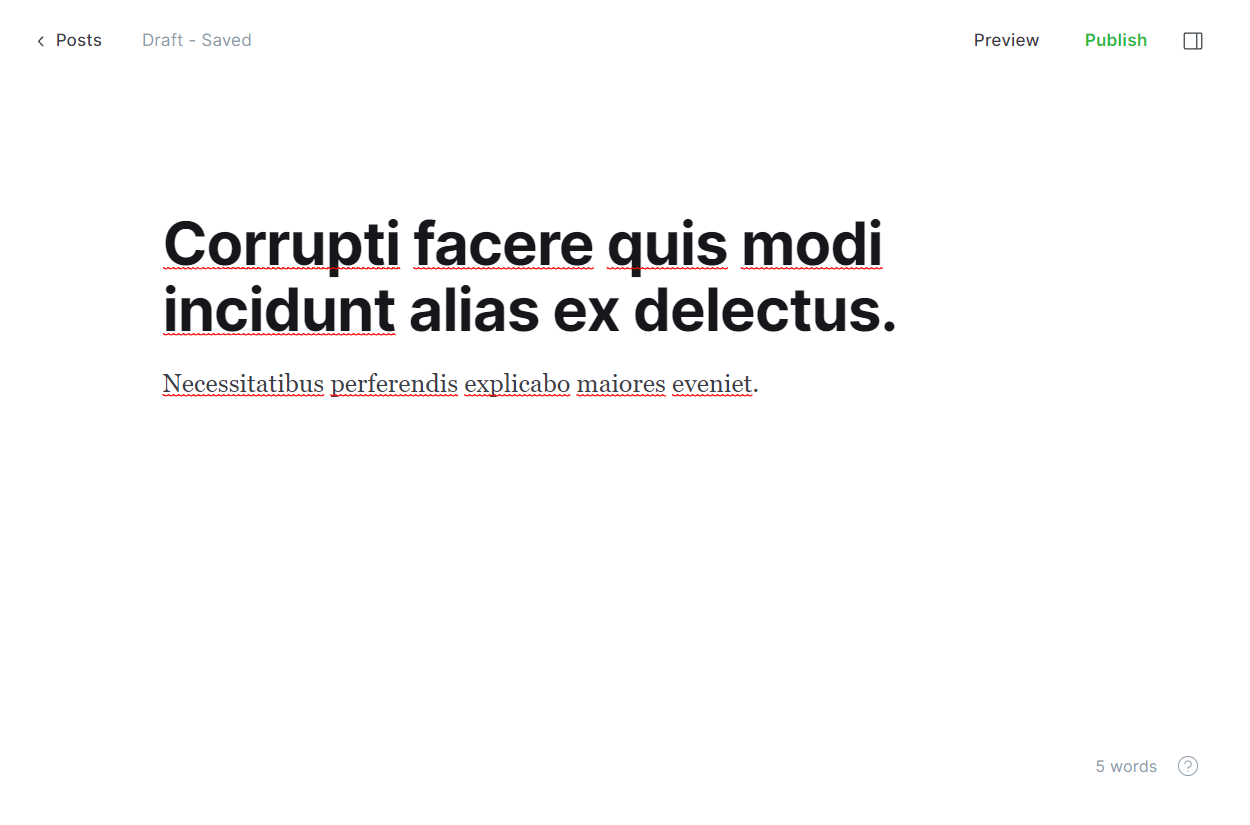 Posts
Draft - Saved
Preview
Publish
Corrupti facere quis modi
incidunt alias ex delectus.
Necessitatibus perferendis explicabo maiores eveniet.
5 words
?